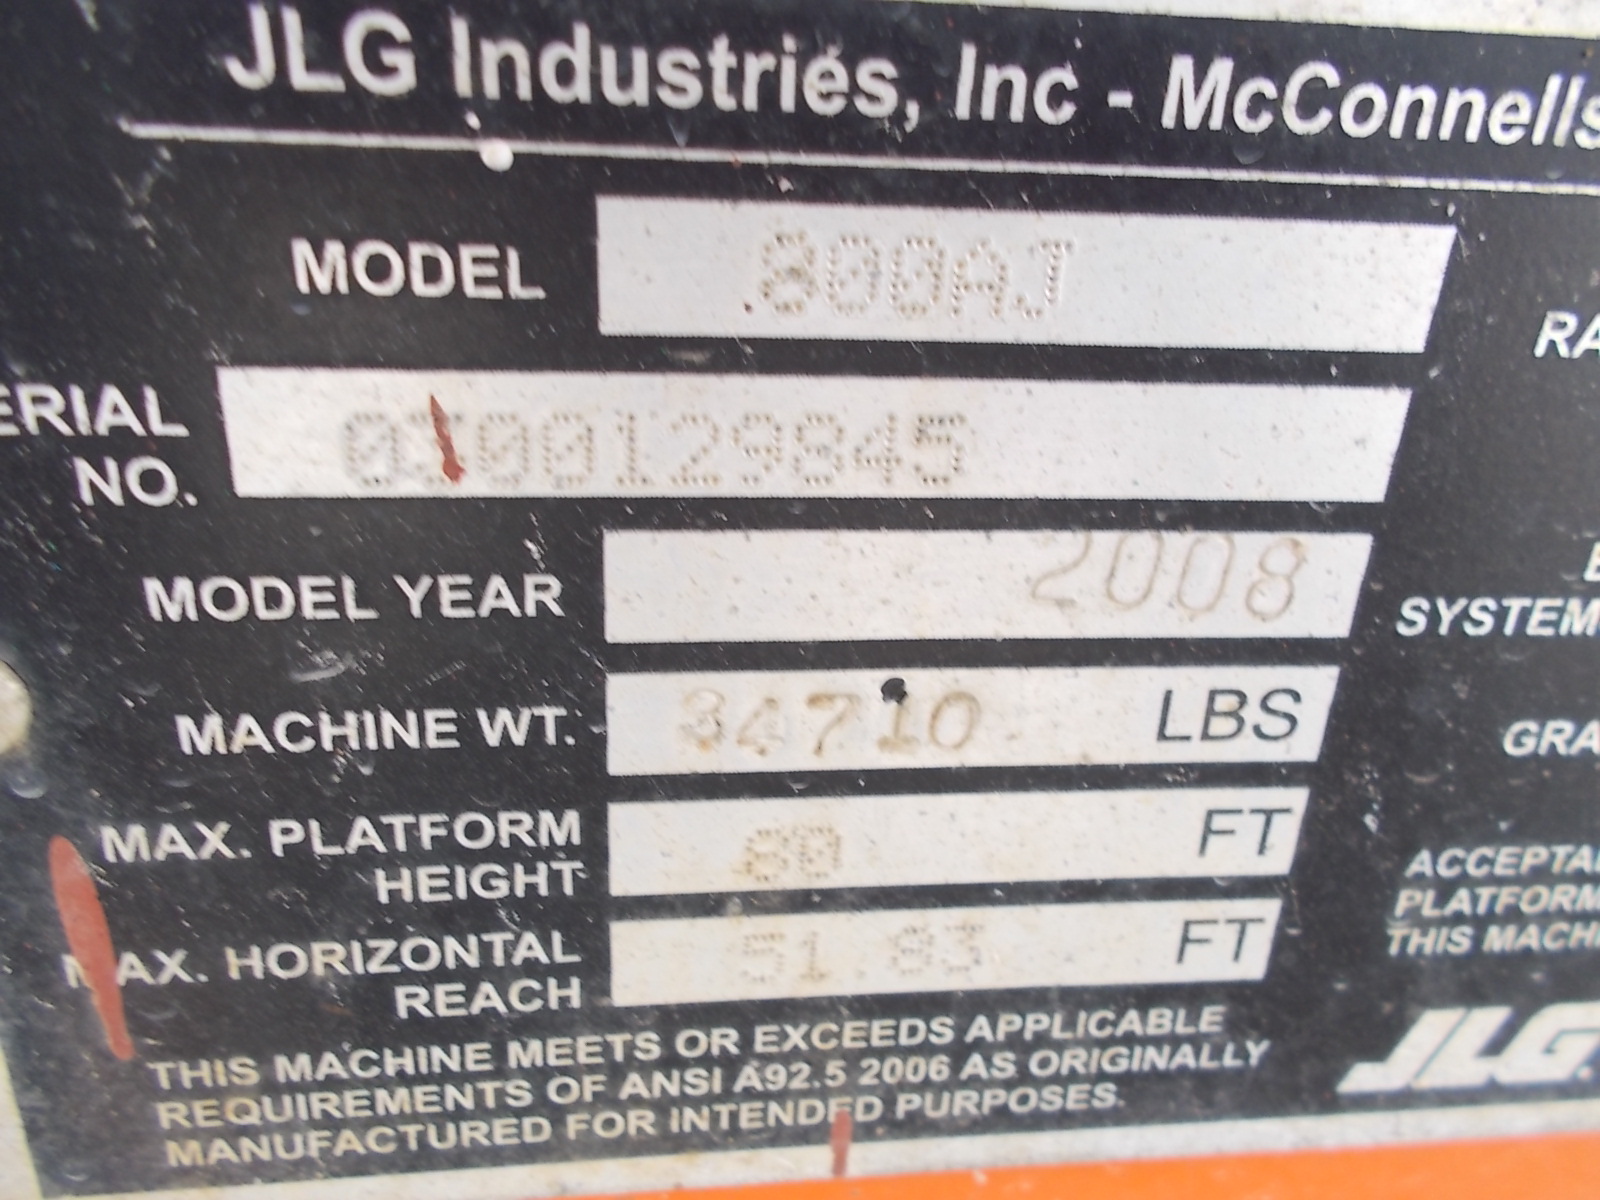 JLG Industries, Inc - McConnells
MODEL 800AJ
RA
ERIAL
NO. 0300129845
MODEL YEAR 2008
SYSTEM
MACHINE WT. 34710 LBS
GRA
MAX. PLATFORM
HEIGHT 80 FT
MAX. HORIZONTAL
REACH 51.83 FT
ACCEPTA
PLATFORM
THIS MACHI
THIS MACHINE MEETS OR EXCEEDS APPLICABLE
REQUIREMENTS OF ANSI A92.5 2006 AS ORIGINALLY
MANUFACTURED FOR INTENDED PURPOSES.
JLG